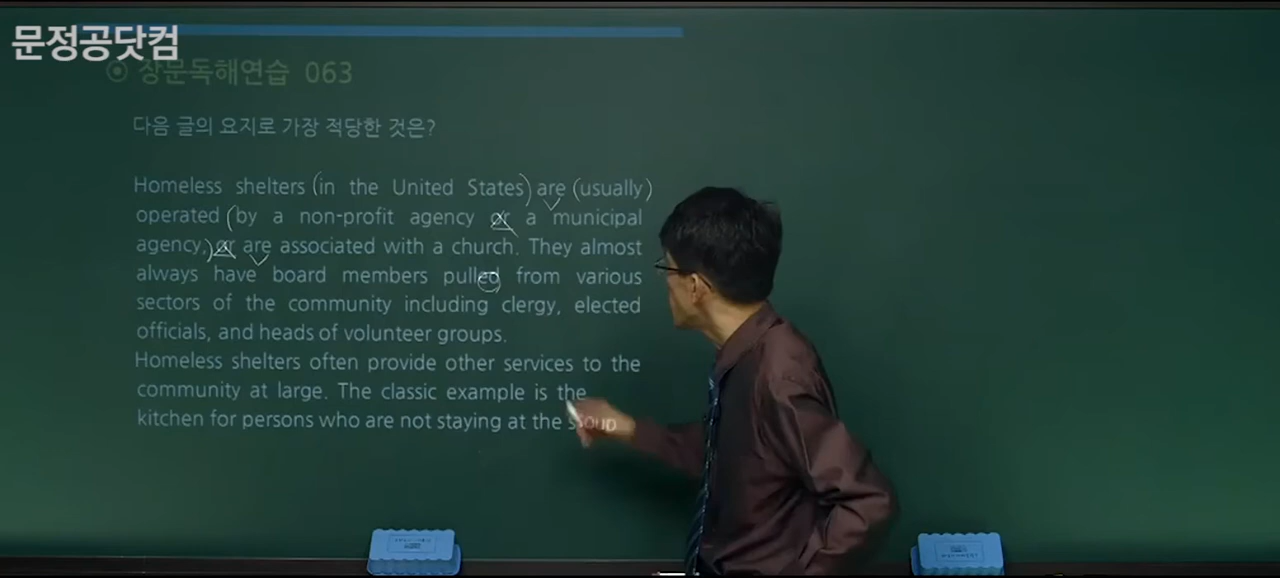 문정공닷컴
장문독해연습 063
다음 글의 요지로 가장 적당한 것은?
Homeless shelters (in the United States) are (usually)
operated (by a non-profit agency or a municipal
agency,) or are associated with a church. They almost
always have board members pulled from various
sectors of the community including clergy, elected
officials, and heads of volunteer groups.
Homeless shelters often provide other services to the
community at large. The classic example is the
kitchen for persons who are not staying at the soup